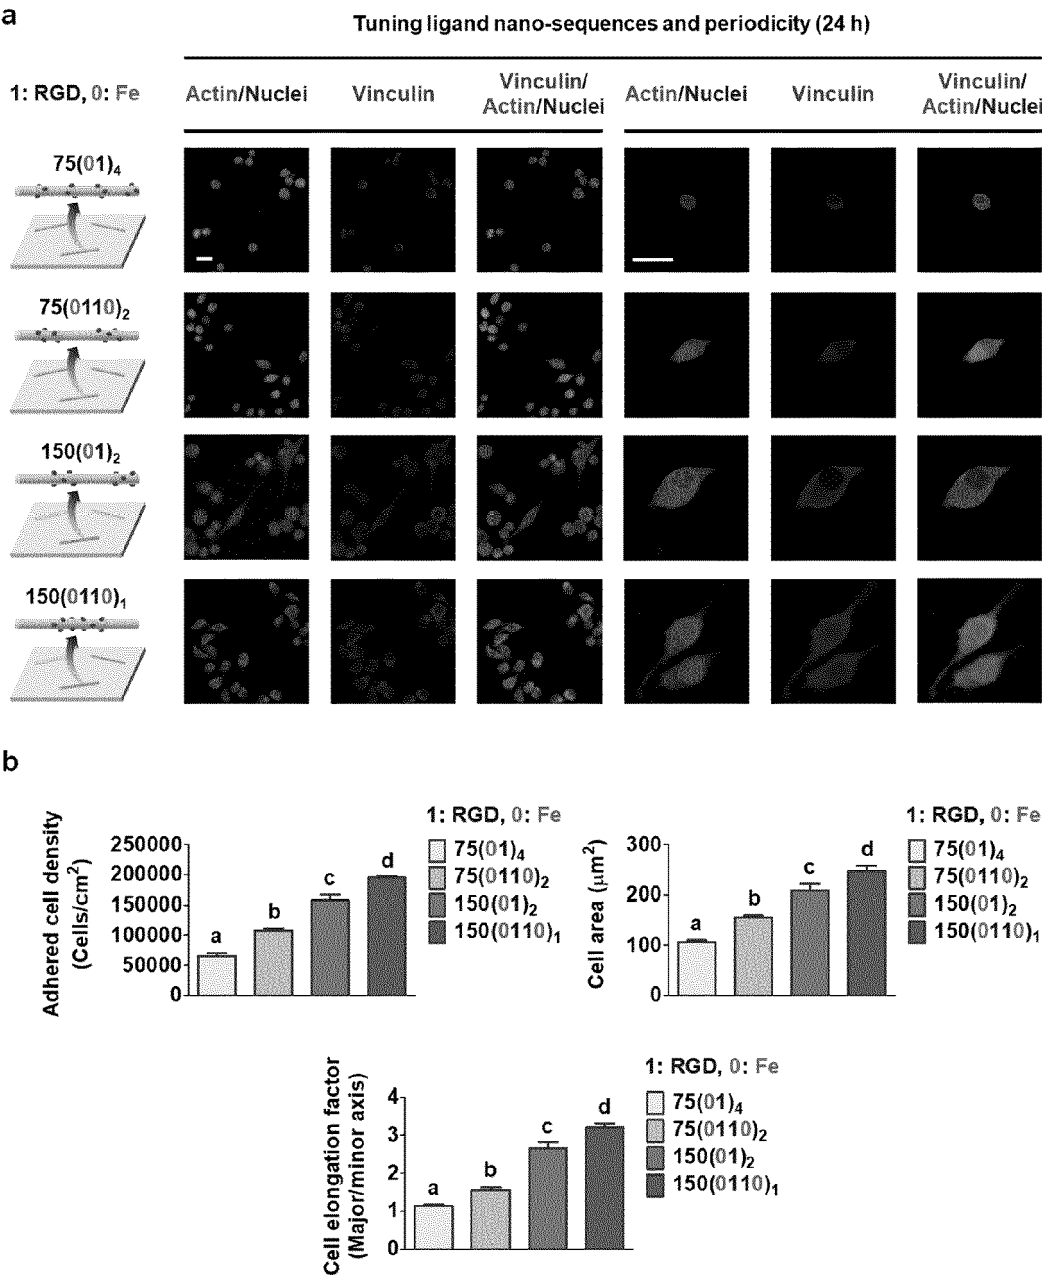 a
Tuning ligand nano-sequences and periodicity (24 h)
1: RGD, 0: Fe
Actin/Nuclei
Vinculin
Vinculin/
Actin/Nuclei
Actin/Nuclei
Vinculin
Vinculin/
Actin/Nuclei
75(01)4
75(0110)2
150(01)2
150(0110)1
b
Adhered cell density
(Cells/cm2)
250000
200000
150000
100000
50000
0
a
b
c
d
1: RGD, 0: Fe
75(01)4
75(0110)2
150(01)2
150(0110)1
Cell area (μm2)
300
200
100
0
a
b
c
d
1: RGD, 0: Fe
75(01)4
75(0110)2
150(01)2
150(0110)1
Cell elongation factor
(Major/minor axis)
4
3
2
1
0
a
b
c
d
1: RGD, 0: Fe
75(01)4
75(0110)2
150(01)2
150(0110)1